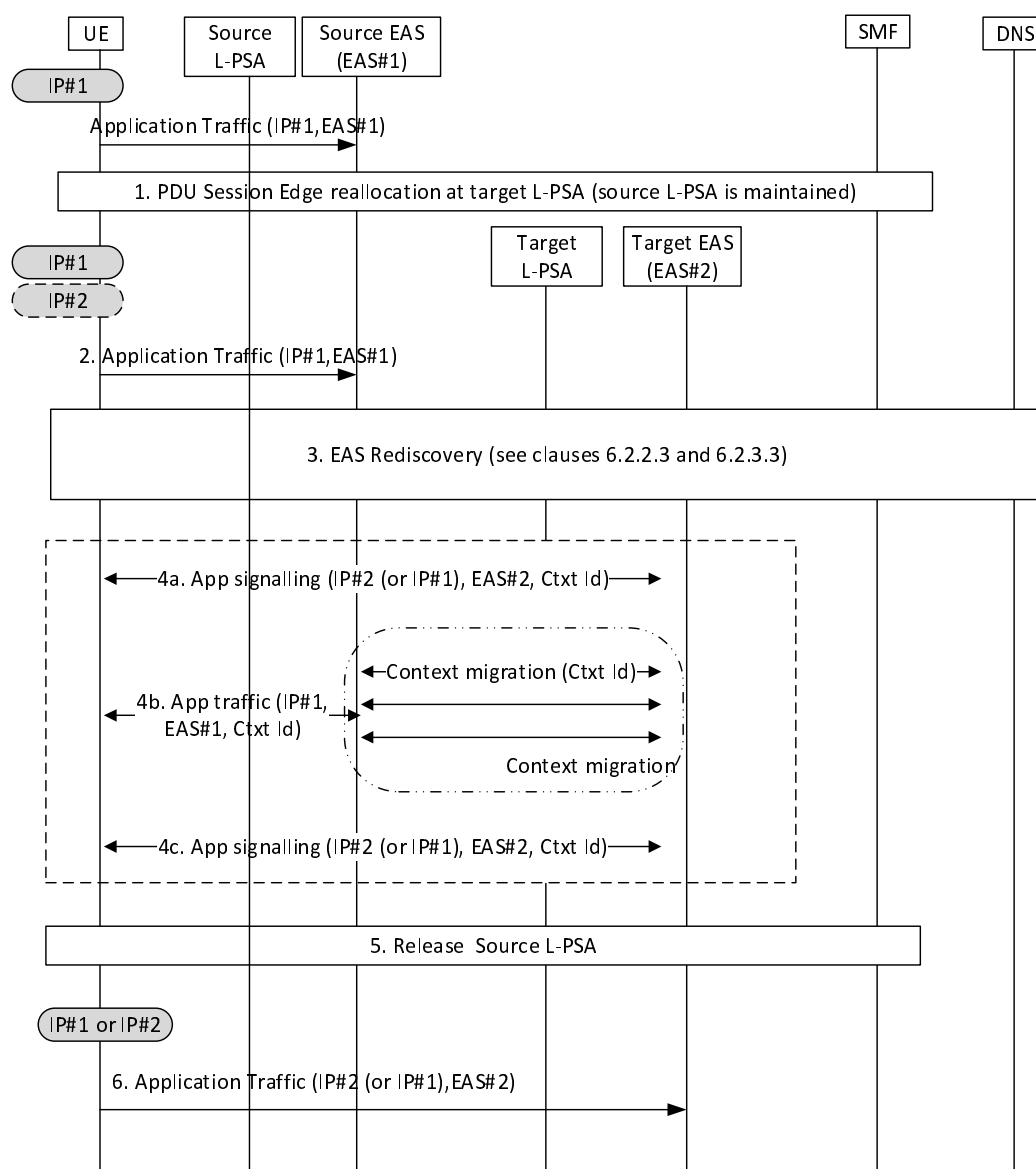 UE
Source
L-PSA
Source EAS
(EAS#1)
SMF
DNS
IP#1
Application Traffic (IP#1,EAS#1)
1. PDU Session Edge reallocation at target L-PSA (source L-PSA is maintained)
Target
L-PSA
Target EAS
(EAS#2)
IP#1
IP#2
2. Application Traffic (IP#1,EAS#1)
3. EAS Rediscovery (see clauses 6.2.2.3 and 6.2.3.3)
4a. App signalling (IP#2 (or IP#1), EAS#2, Ctxt Id)
Context migration (Ctxt Id)
4b. App traffic (IP#1,
EAS#1, Ctxt Id)
Context migration
4c. App signalling (IP#2 (or IP#1), EAS#2, Ctxt Id)
5. Release Source L-PSA
IP#1 or IP#2
6. Application Traffic (IP#2 (or IP#1),EAS#2)